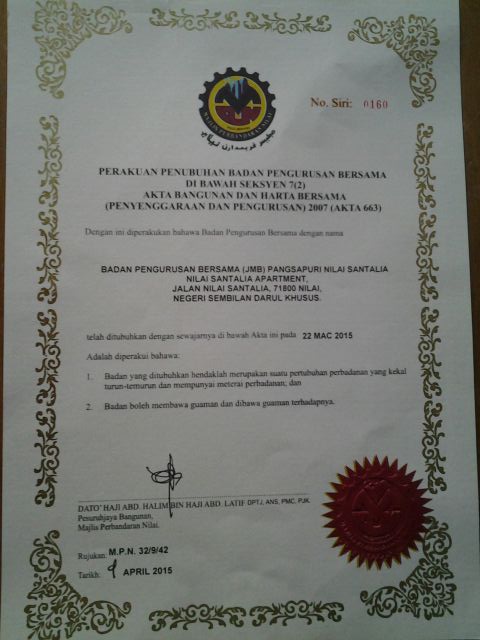 MAJLIS PERBANDARAN NILAI
No. Siri: 0160
PERAKUAN PENUBUHAN BADAN PENGURUSAN BERSAMA
DI BAWAH SEKSYEN 7(2)
AKTA BANGUNAN DAN HARTA BERSAMA
(PENYENGGARAAN DAN PENGURUSAN) 2007 (AKTA 663)
Dengan ini diperakukan bahawa Badan Pengurusan Bersama dengan nama
BADAN PENGURUSAN BERSAMA (JMB) PANGSAPURI NILAI SANTALIA
NILAI SANTALIA APARTMENT,
JALAN NILAI SANTALIA, 71800 NILAI,
NEGERI SEMBILAN DARUL KHUSUS.
telah ditubuhkan dengan sewajarnya di bawah Akta ini pada 22 MAC 2015
Adalah diperakui bahawa:
1. Badan yang ditubuhkan hendaklah merupakan suatu pertubuhan perbadanan yang kekal
turun-temurun dan mempunyai meterai perbadanan; dan
2. Badan boleh membawa guaman dan dibawa guaman terhadapnya.
DATO' HAJI ABD. HALIM BIN HAJI ABD. LATIF DPTJ, ANS, PMC, PJK.
Pesuruhjaya Bangunan,
Majlis Perbandaran Nilai.
Rujukan: M.P.N. 32/9/42
Tarikh: 9 APRIL 2015